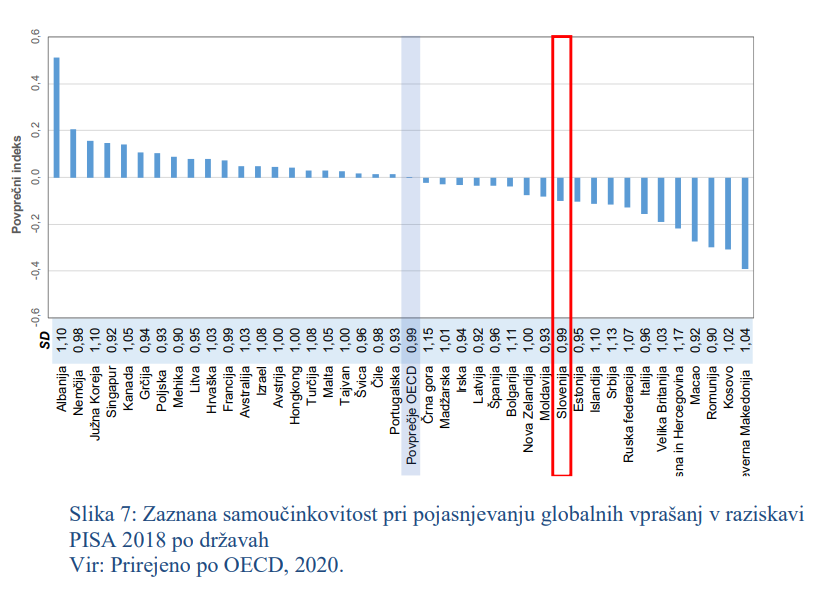 0,6
0,4
0,2
0,0
-0,2
-0,4
-0,6
Povprečni indeks
SD
1,10
0,98
1,10
0,92
1,05
0,94
0,93
0,90
0,95
1,03
0,99
1,03
1,08
1,00
1,00
1,08
1,05
1,00
0,96
0,98
0,93
0,99
1,15
1,01
0,94
0,92
0,96
1,11
1,00
0,93
0,99
0,95
1,10
1,13
1,07
0,96
1,03
1,17
0,92
0,90
1,02
1,04
Albanija
Nemčija
Južna Koreja
Singapur
Kanada
Grčija
Poljska
Mehika
Litva
Hrvaška
Francija
Avstralija
Izrael
Avstrija
Hongkong
Turčija
Malta
Tajvan
Švica
Čile
Portugalska
Povprečje OECD
Črna gora
Madžarska
Irska
Latvija
Španija
Bolgarija
Nova Zelandija
Moldavija
Slovenija
Estonija
Islandija
Srbija
Ruska federacija
Italija
Velika Britanija
sna in Hercegovina
Macao
Romunija
Kosovo
everna Makedonija
Slika 7: Zaznana samoučinkovitost pri pojasnjevanju globalnih vprašanj v raziskavi
PISA 2018 po državah
Vir: Prirejeno po OECD, 2020.